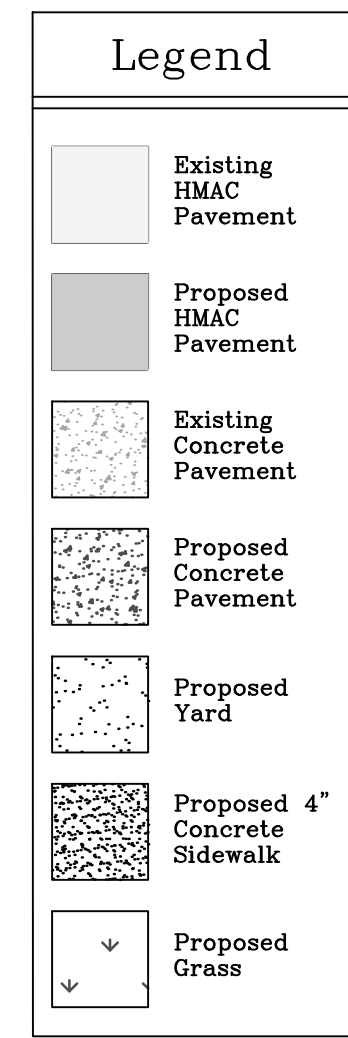 Legend
Existing
HMAC
Pavement
Proposed
HMAC
Pavement
Existing
Concrete
Pavement
Proposed
Concrete
Pavement
Proposed
Yard
Proposed 4”
Concrete
Sidewalk
Proposed
Grass